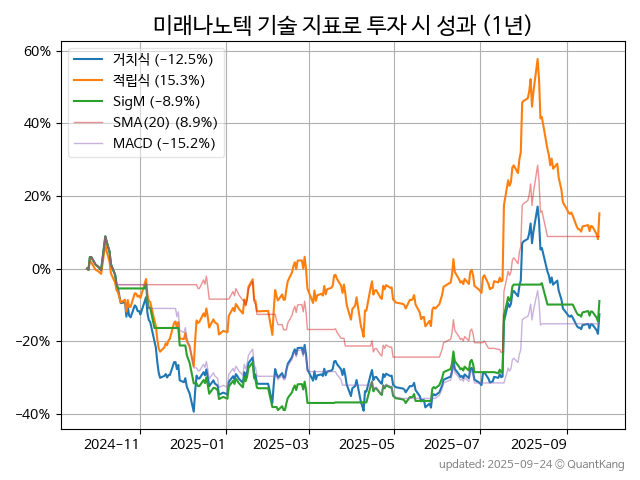 미래나노텍 기술 지표로 투자 시 성과 (1년)
거치식 (−12.5%)
적립식 (15.3%)
SigM (−8.9%)
SMA(20) (8.9%)
MACD (−15.2%)
60%
40%
20%
0%
−20%
−40%
2024-11 2025-01 2025-03 2025-05 2025-07 2025-09
updated: 2025-09-24 © QuantKang